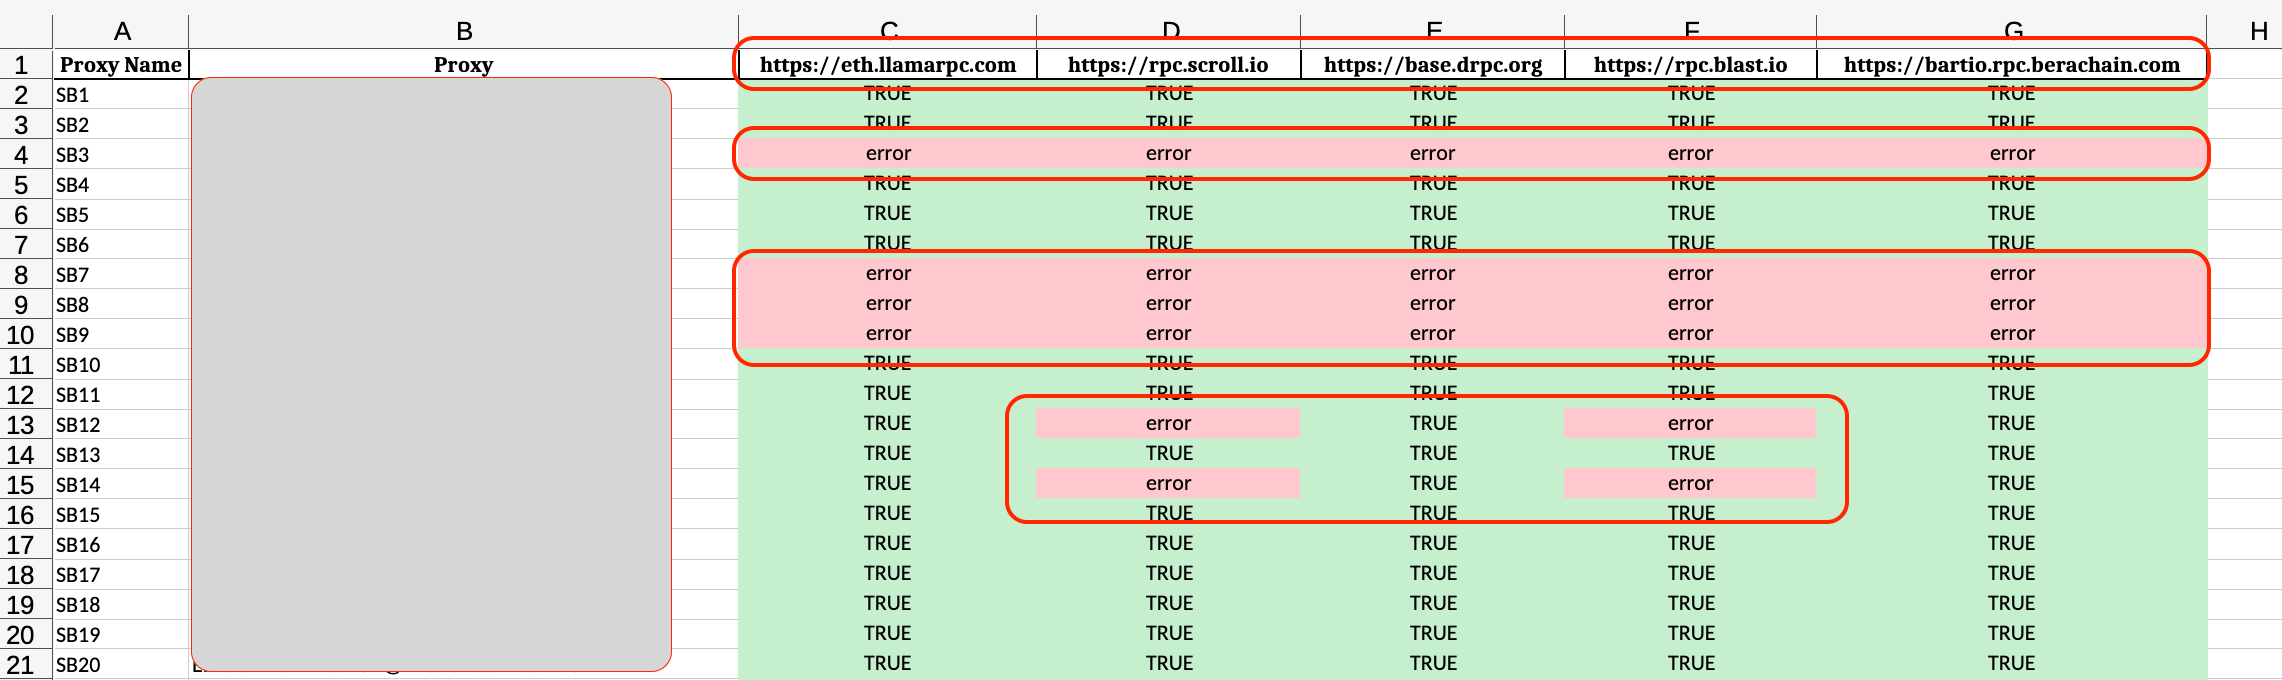 A B C D E F G H
1 Proxy Name Proxy https://eth.llamarpc.com https://rpc.scroll.io https://base.drpc.org https://rpc.blast.io https://bartio.rpc.berachain.com
2 SB1 TRUE TRUE TRUE TRUE TRUE
3 SB2 TRUE TRUE TRUE TRUE TRUE
4 SB3 error error error error error
5 SB4 TRUE TRUE TRUE TRUE TRUE
6 SB5 TRUE TRUE TRUE TRUE TRUE
7 SB6 TRUE TRUE TRUE TRUE TRUE
8 SB7 error error error error error
9 SB8 error error error error error
10 SB9 error error error error error
11 SB10 TRUE TRUE TRUE TRUE TRUE
12 SB11 TRUE TRUE TRUE TRUE TRUE
13 SB12 TRUE error TRUE error TRUE
14 SB13 TRUE TRUE TRUE TRUE TRUE
15 SB14 TRUE error TRUE error TRUE
16 SB15 TRUE TRUE TRUE TRUE TRUE
17 SB16 TRUE TRUE TRUE TRUE TRUE
18 SB17 TRUE TRUE TRUE TRUE TRUE
19 SB18 TRUE TRUE TRUE TRUE TRUE
20 SB19 TRUE TRUE TRUE TRUE TRUE
21 SB20 TRUE TRUE TRUE TRUE TRUE